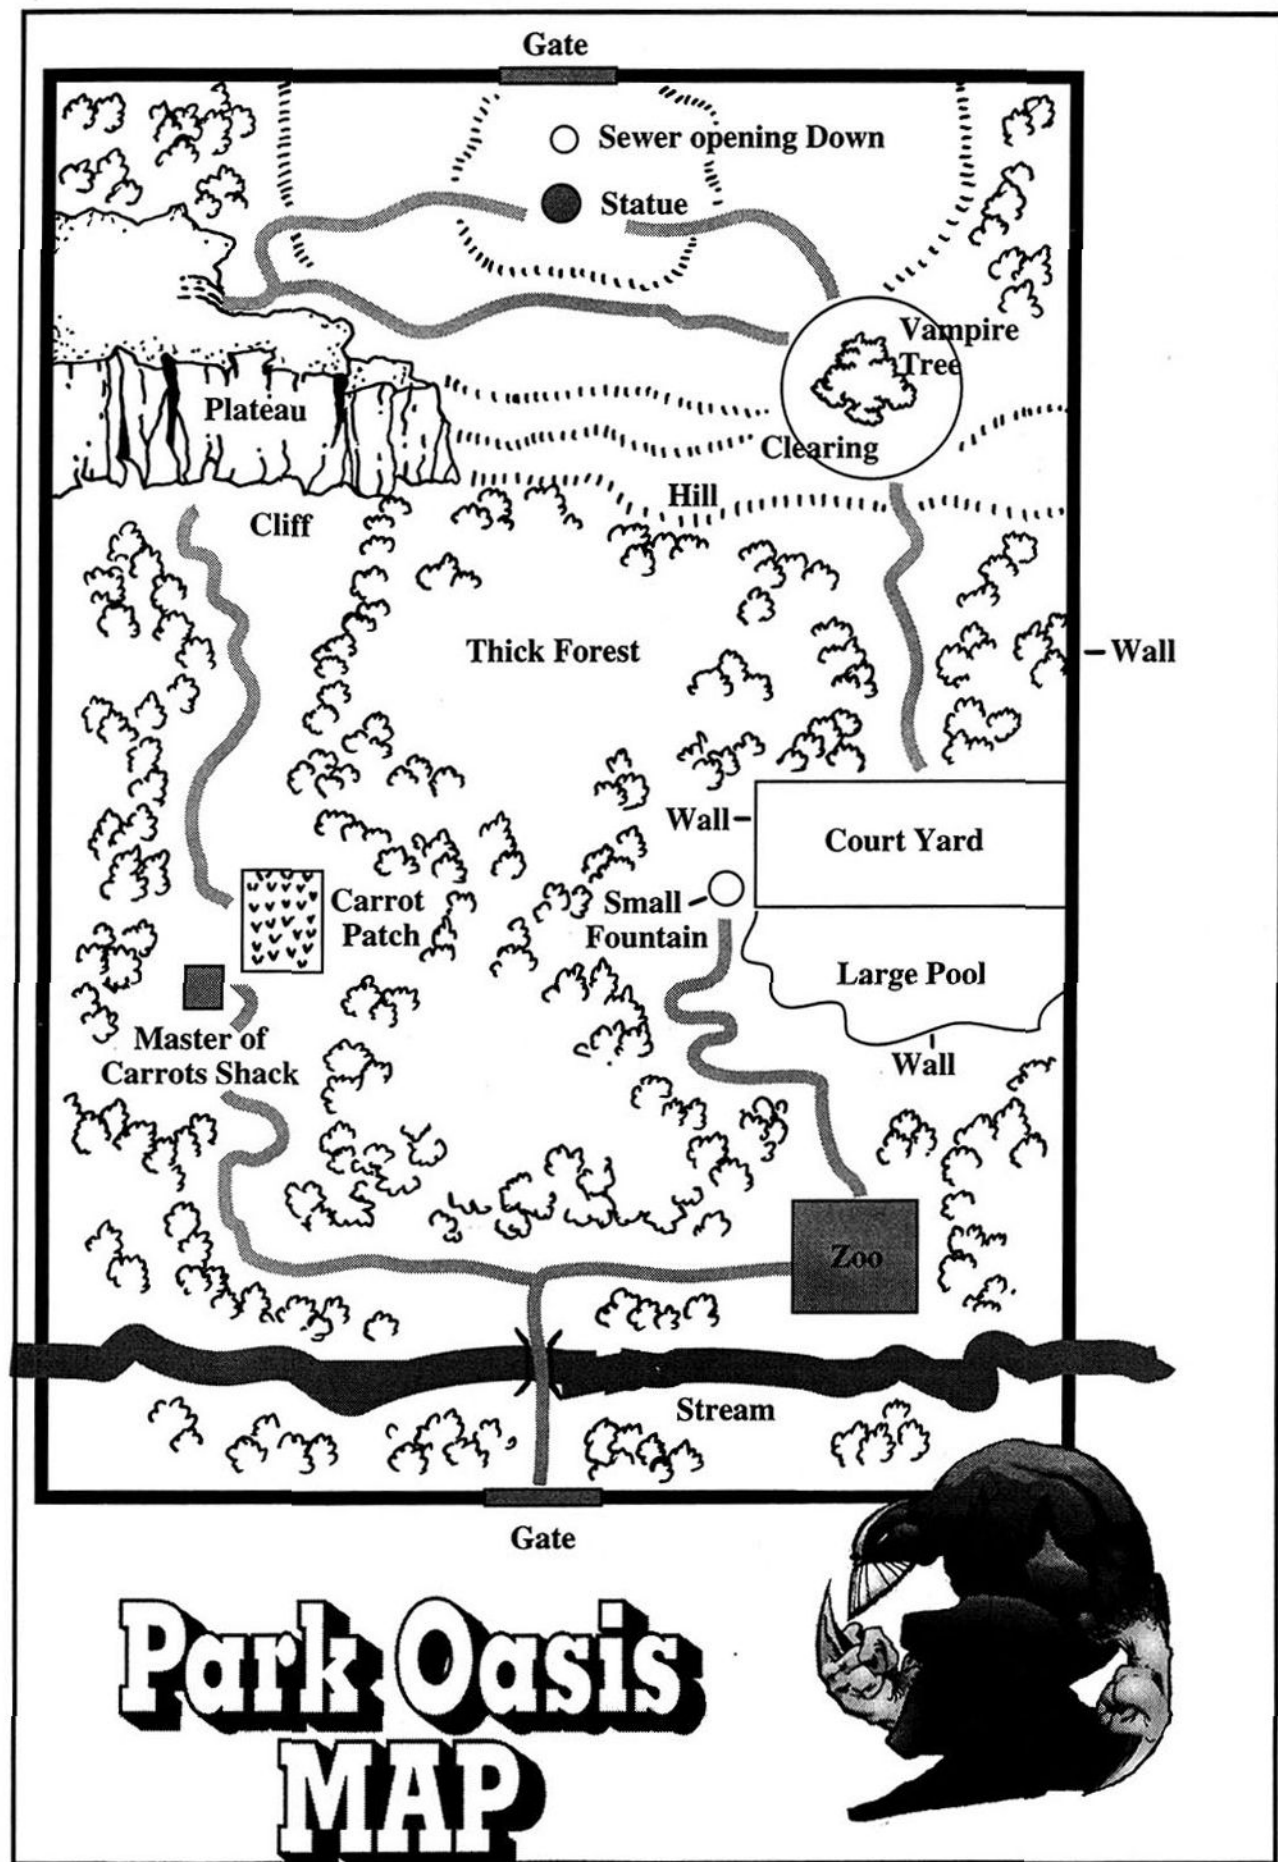 Gate
Sewer opening Down
Statue
Vampire
Tree
Plateau
Clearing
Hill
Cliff
Thick Forest
Wall
Wall
Court Yard
Carrot
Patch
Small
Fountain
Large Pool
Master of
Carrots Shack
Wall
Zoo
Stream
Gate
Park Oasis
MAP